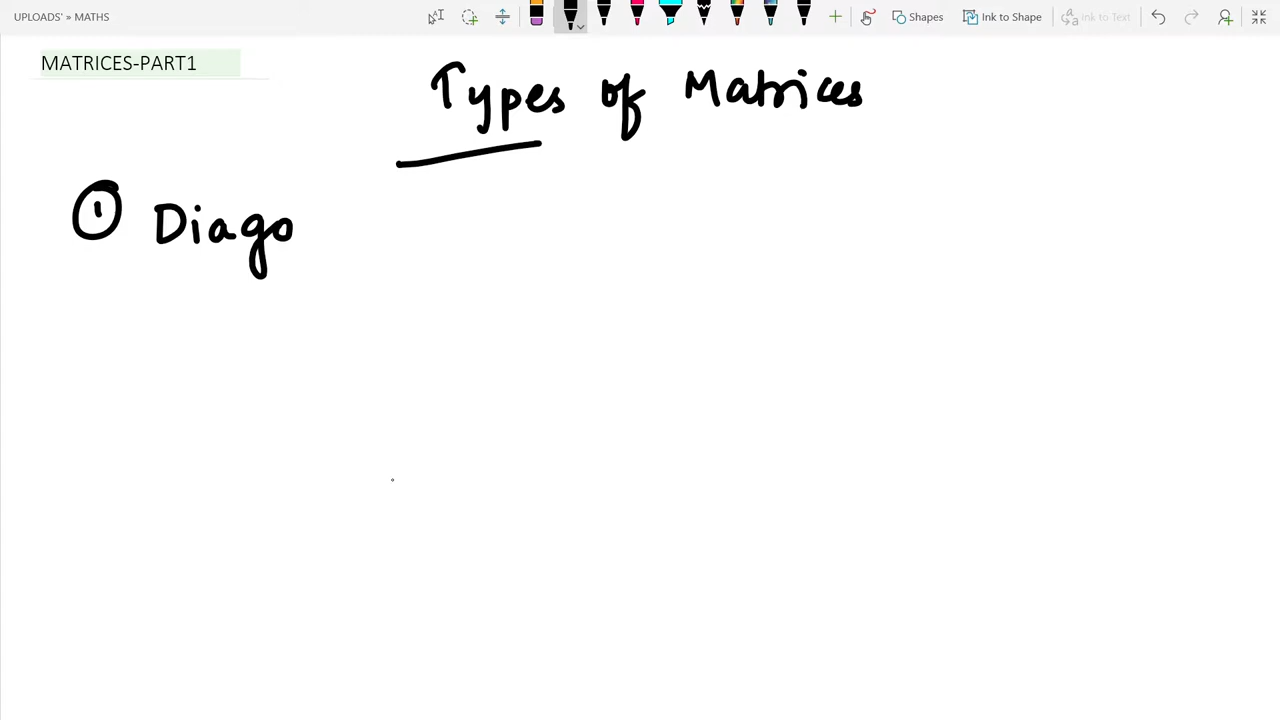 UPLOADS' » MATHS
Shapes
Ink to Shape
Ink to Text
MATRICES-PART1
Types of Matrices
① Diago